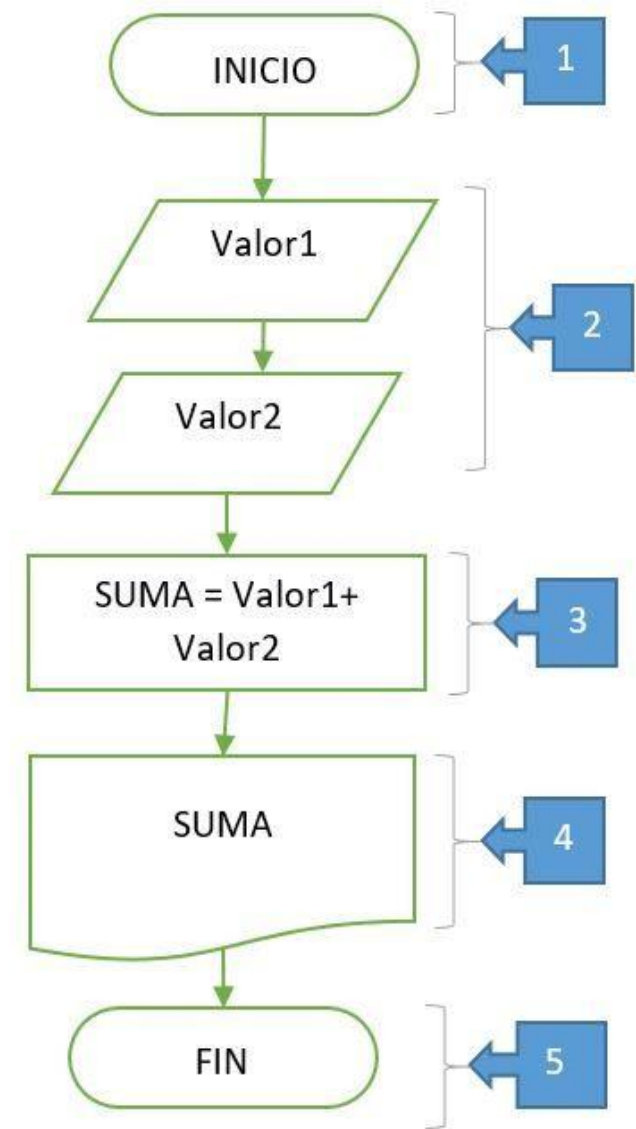 INICIO
1
Valor1
2
Valor2
SUMA = Valor1+
Valor2
3
SUMA
4
FIN
5